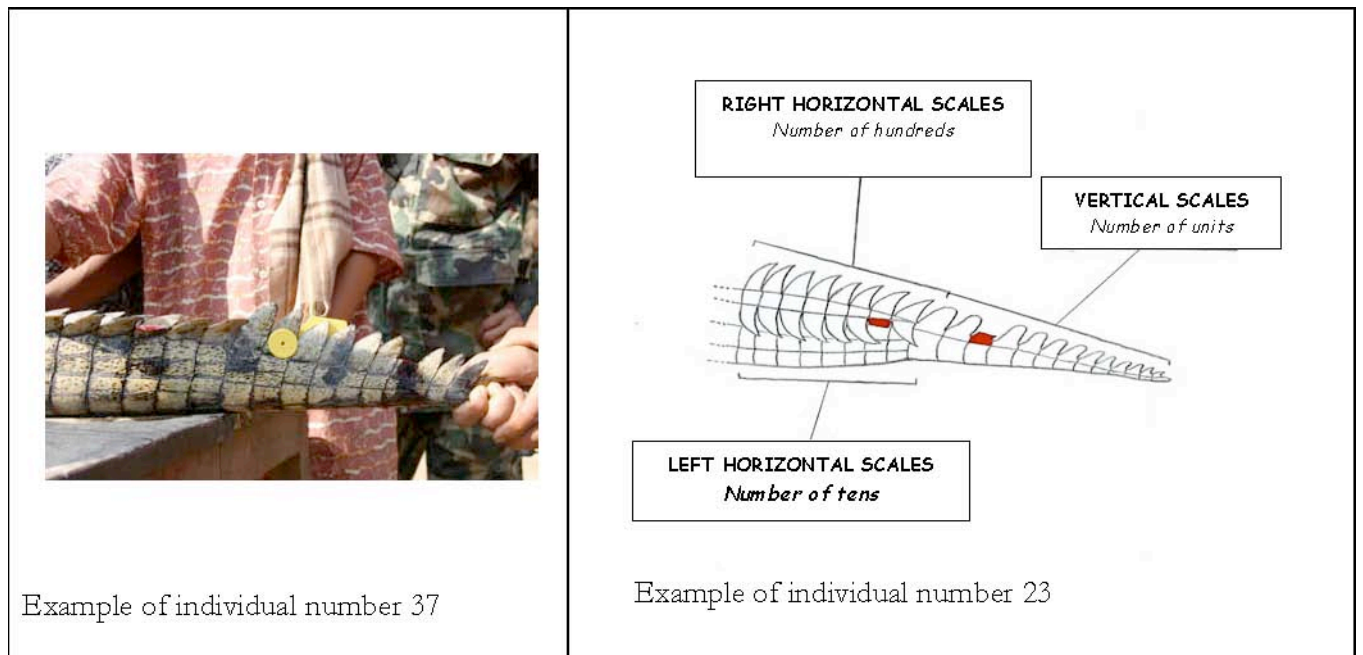 RIGHT HORIZONTAL SCALES
Number of hundreds
VERTICAL SCALES
Number of units
LEFT HORIZONTAL SCALES
Number of tens
Example of individual number 37
Example of individual number 23